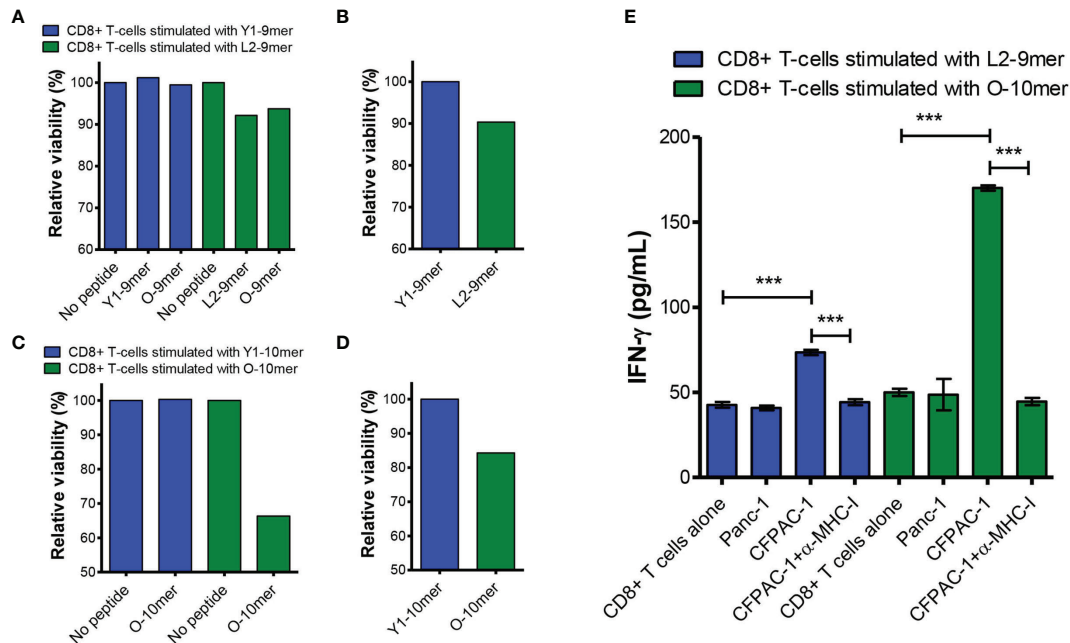 A
CD8+ T-cells stimulated with Y1-9mer
CD8+ T-cells stimulated with L2-9mer
Relative viability (%)
100
90
80
70
60
No peptide
Y1-9mer
O-9mer
No peptide
L2-9mer
O-9mer
B
Relative viability (%)
100
90
80
70
60
Y1-9mer
L2-9mer
C
CD8+ T-cells stimulated with Y1-10mer
CD8+ T-cells stimulated with O-10mer
Relative viability (%)
100
90
80
70
60
50
No peptide
O-10mer
No peptide
O-10mer
D
Relative viability (%)
100
90
80
70
60
50
Y1-10mer
O-10mer
E
CD8+ T-cells stimulated with L2-9mer
CD8+ T-cells stimulated with O-10mer
IFN-γ (pg/mL)
200
150
100
50
0
***
***
***
***
CD8+ T cells alone
Panc-1
CFPAC-1
CFPAC-1+α-MHC-I
CD8+ T cells alone
Panc-1
CFPAC-1
CFPAC-1+α-MHC-I